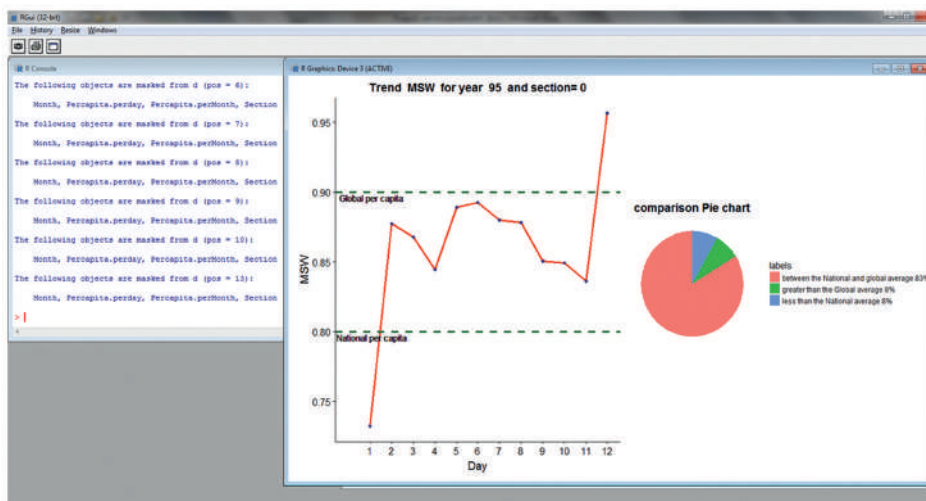 RGui (32-bit)
File History Resize Windows
R Console
The following objects are masked from d (pos = 6):
Month, Percapita.perday, Percapita.perMonth, Section
The following objects are masked from d (pos = 7):
Month, Percapita.perday, Percapita.perMonth, Section
The following objects are masked from d (pos = 8):
Month, Percapita.perday, Percapita.perMonth, Section
The following objects are masked from d (pos = 9):
Month, Percapita.perday, Percapita.perMonth, Section
The following objects are masked from d (pos = 10):
Month, Percapita.perday, Percapita.perMonth, Section
The following objects are masked from d (pos = 13):
Month, Percapita.perday, Percapita.perMonth, Section
>
R Graphics: Device 3 (ACTIVE)
Trend MSW for year 95 and section= 0
0.95
0.90
Global per capita
0.85
MSW
0.80
National per capita
0.75
1 2 3 4 5 6 7 8 9 10 11 12
Day
comparison Pie chart
labels
between the National and global average 83%
greater than the Global average 8%
less than the National average 8%